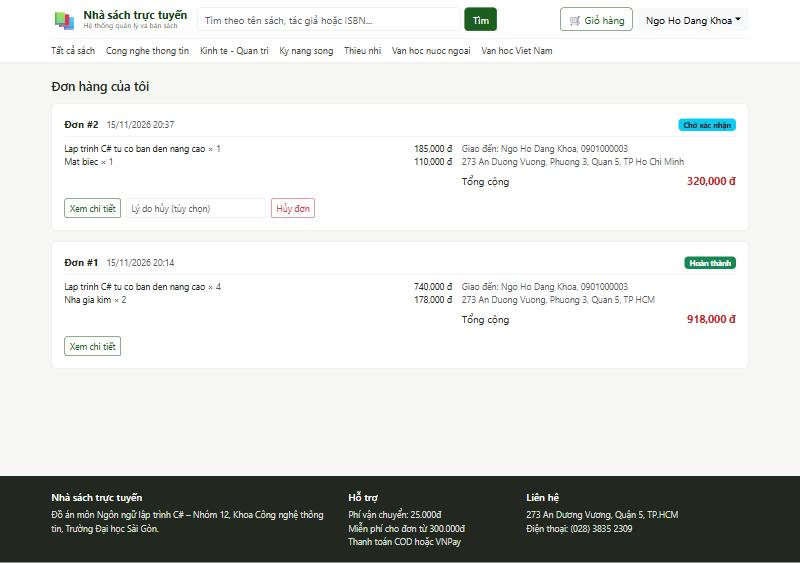 Nhà sách trực tuyến
Hệ thống quản lý và bán sách
Tìm theo tên sách, tác giả hoặc ISBN...
Tìm
Giỏ hàng
Ngo Ho Dang Khoa
Tất cả sách Cong nghe thong tin Kinh te - Quan tri Ky nang song Thieu nhi Van hoc nuoc ngoai Van hoc Viet Nam
Đơn hàng của tôi
Đơn #2 15/11/2026 20:37 Chờ xác nhận
Lap trinh C# tu co ban den nang cao × 1 185,000 đ
Mat biec × 1 110,000 đ
Giao đến: Ngo Ho Dang Khoa, 0901000003
273 An Duong Vuong, Phuong 3, Quan 5, TP Ho Chi Minh
Tổng cộng 320,000 đ
Xem chi tiết Lý do hủy (tùy chọn) Hủy đơn
Đơn #1 15/11/2026 20:14 Hoàn thành
Lap trinh C# tu co ban den nang cao × 4 740,000 đ
Nha gia kim × 2 178,000 đ
Giao đến: Ngo Ho Dang Khoa, 0901000003
273 An Duong Vuong, Phuong 3, Quan 5, TP HCM
Tổng cộng 918,000 đ
Xem chi tiết
Nhà sách trực tuyến
Đồ án môn Ngôn ngữ lập trình C# – Nhóm 12, Khoa Công nghệ thông
tin, Trường Đại học Sài Gòn.
Hỗ trợ
Phí vận chuyển: 25.000đ
Miễn phí cho đơn từ 300.000đ
Thanh toán COD hoặc VNPay
Liên hệ
273 An Dương Vương, Quận 5, TP.HCM
Điện thoại: (028) 3835 2309